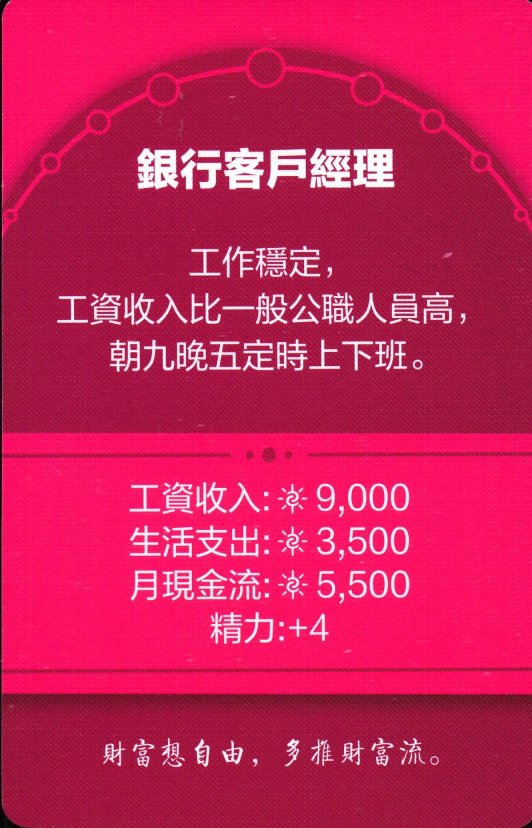 銀行客戶經理
工作穩定，
工資收入比一般公職人員高，
朝九晚五定時上下班。
工資收入: 9,000
生活支出: 3,500
月現金流: 5,500
精力:+4
財富想自由，多推財富流。